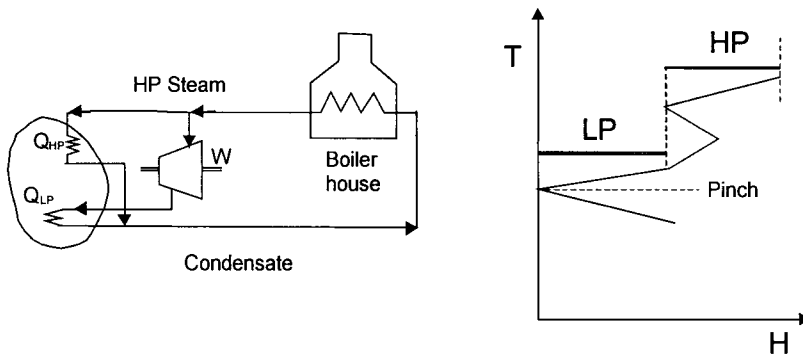 HP Steam
Q_HP
W
Q_LP
Boiler
house
Condensate
T
HP
LP
Pinch
H